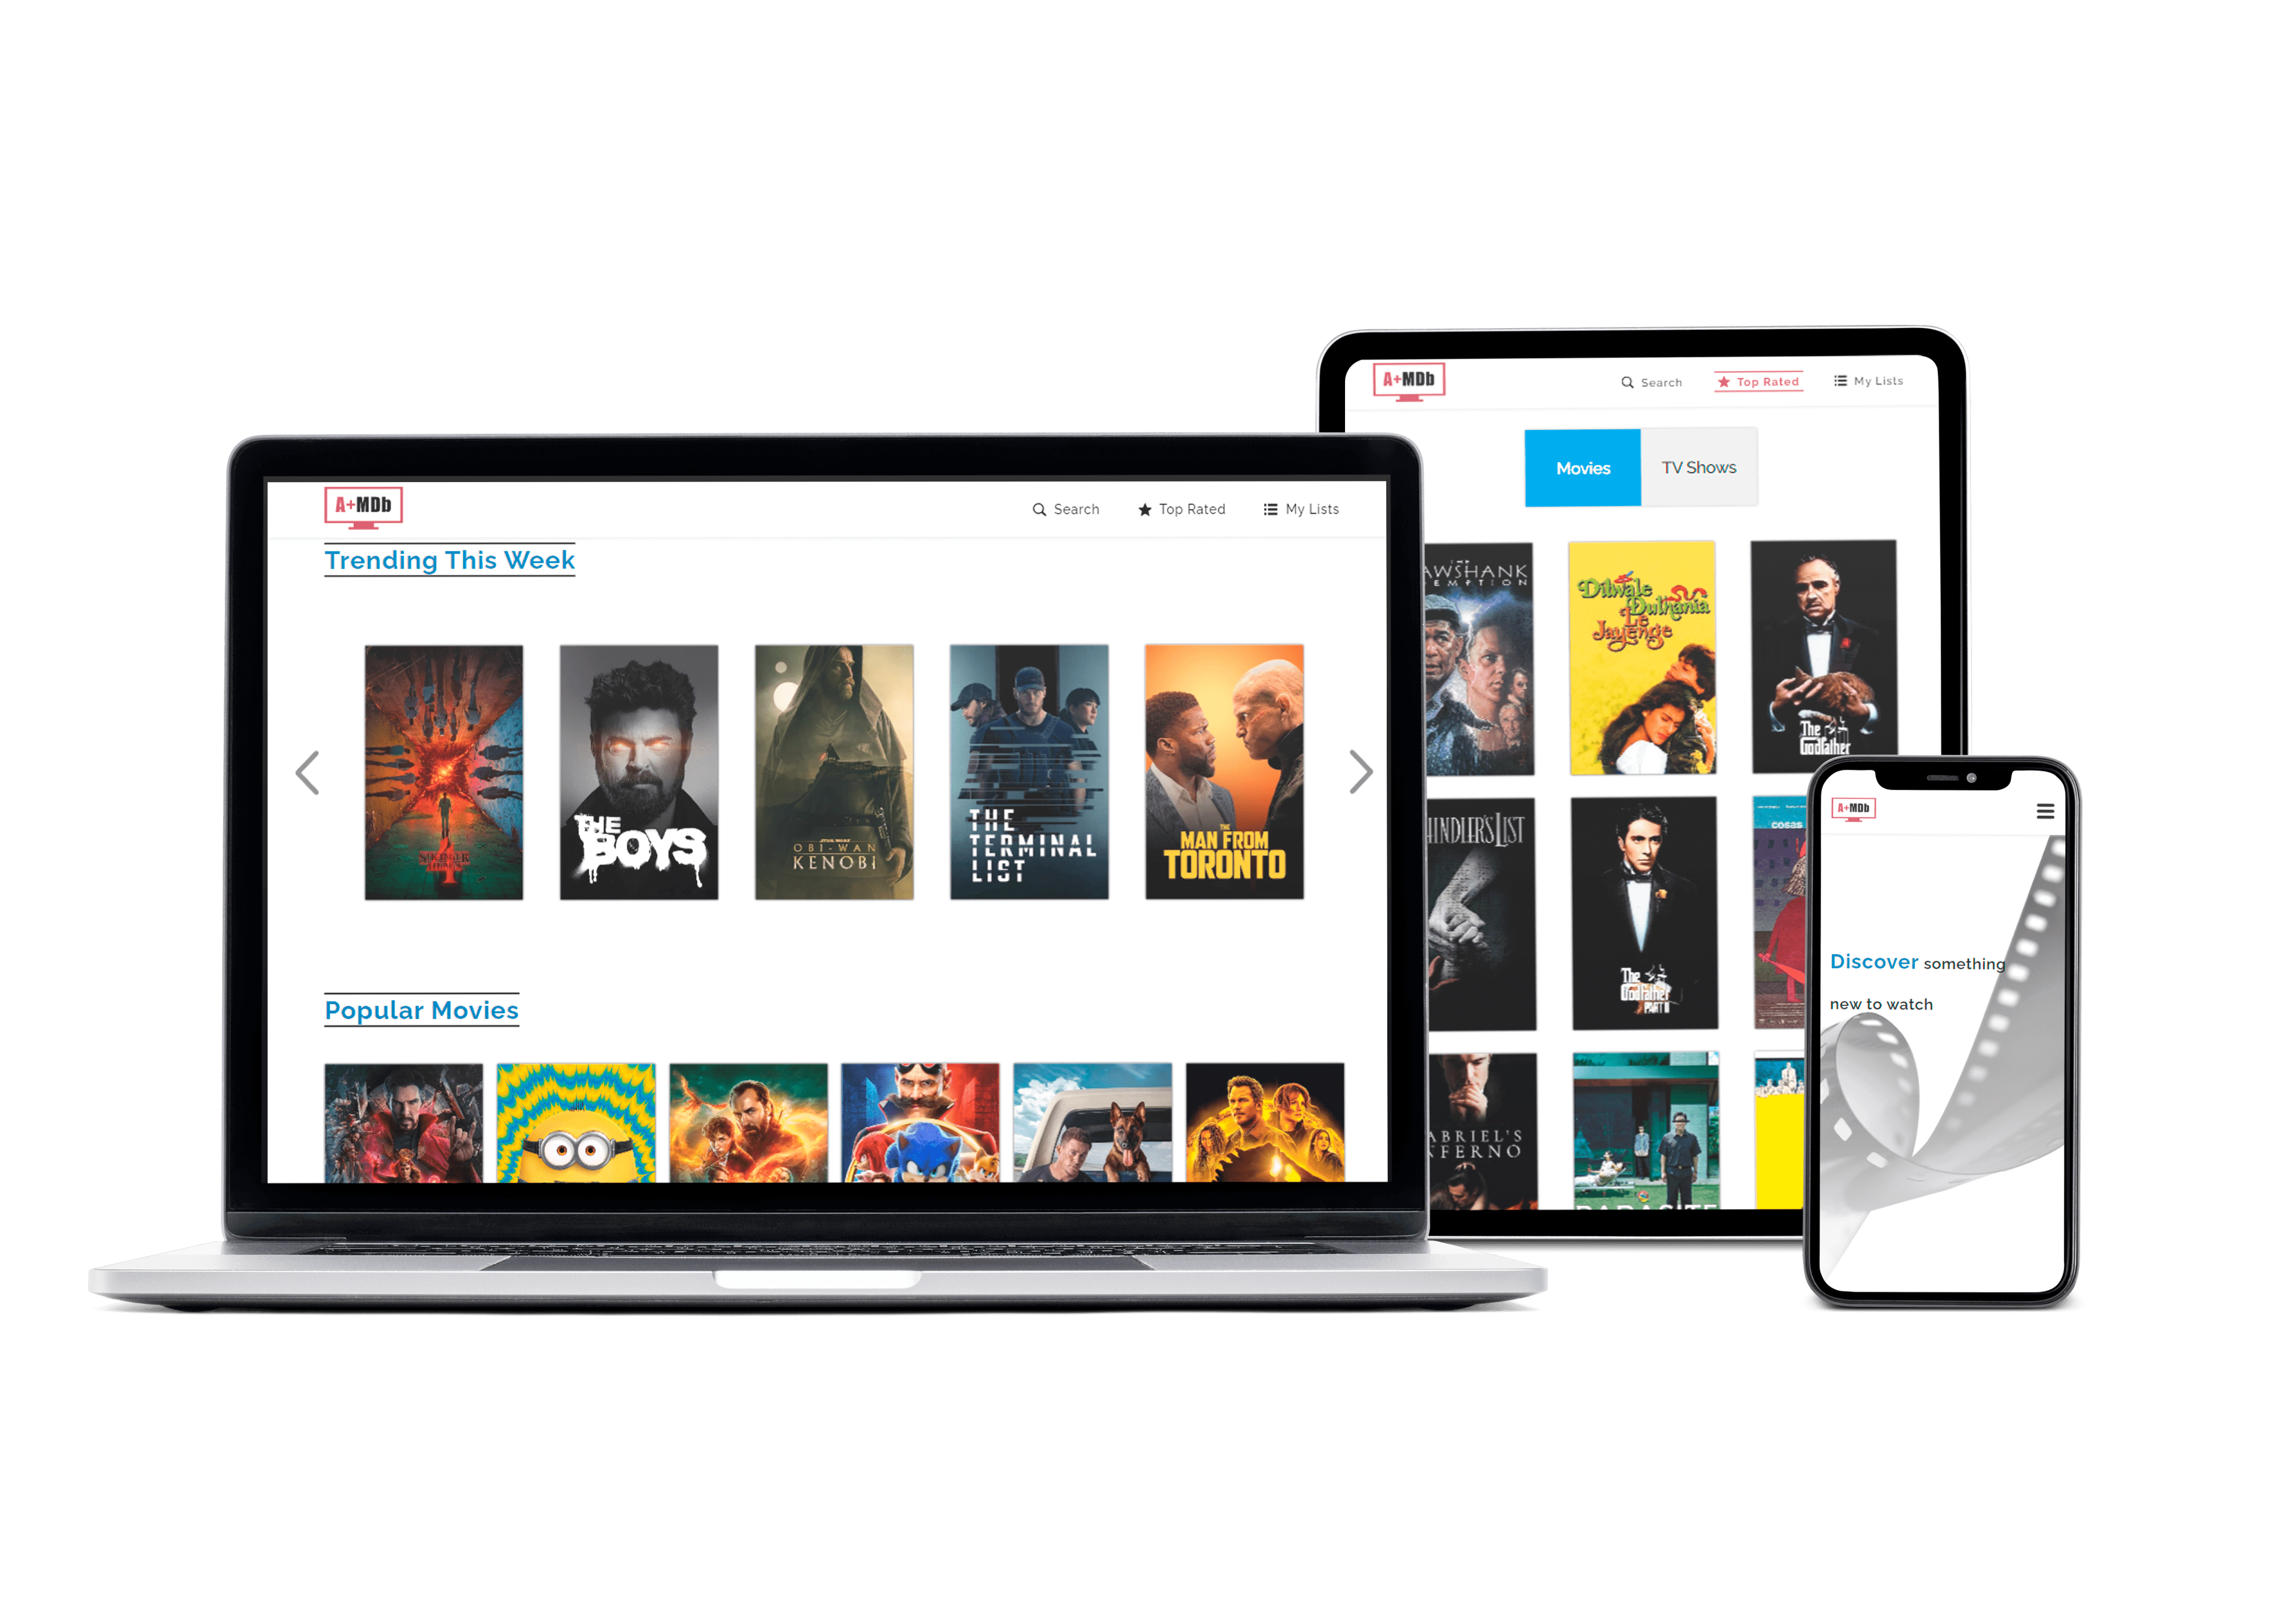 A+MDb
Search
Top Rated
My Lists
Trending This Week
STRANGER
THINGS
4
THE
BOYS
STAR WARS
OBI-WAN
KENOBI
THE
TERMINAL
LIST
THE
MAN FROM
TORONTO
Popular Movies
A+MDb
Search
Top Rated
My Lists
Movies
TV Shows
AWSHANK
EMPTION
Dilwale
Dulhania
Le
Jayenge
The
Godfather
HINDLER'S LIST
The
Godfather
PART II
cosas
ABRIEL'S
FERNO
PARASITE
A+MDb
Discover something
new to watch